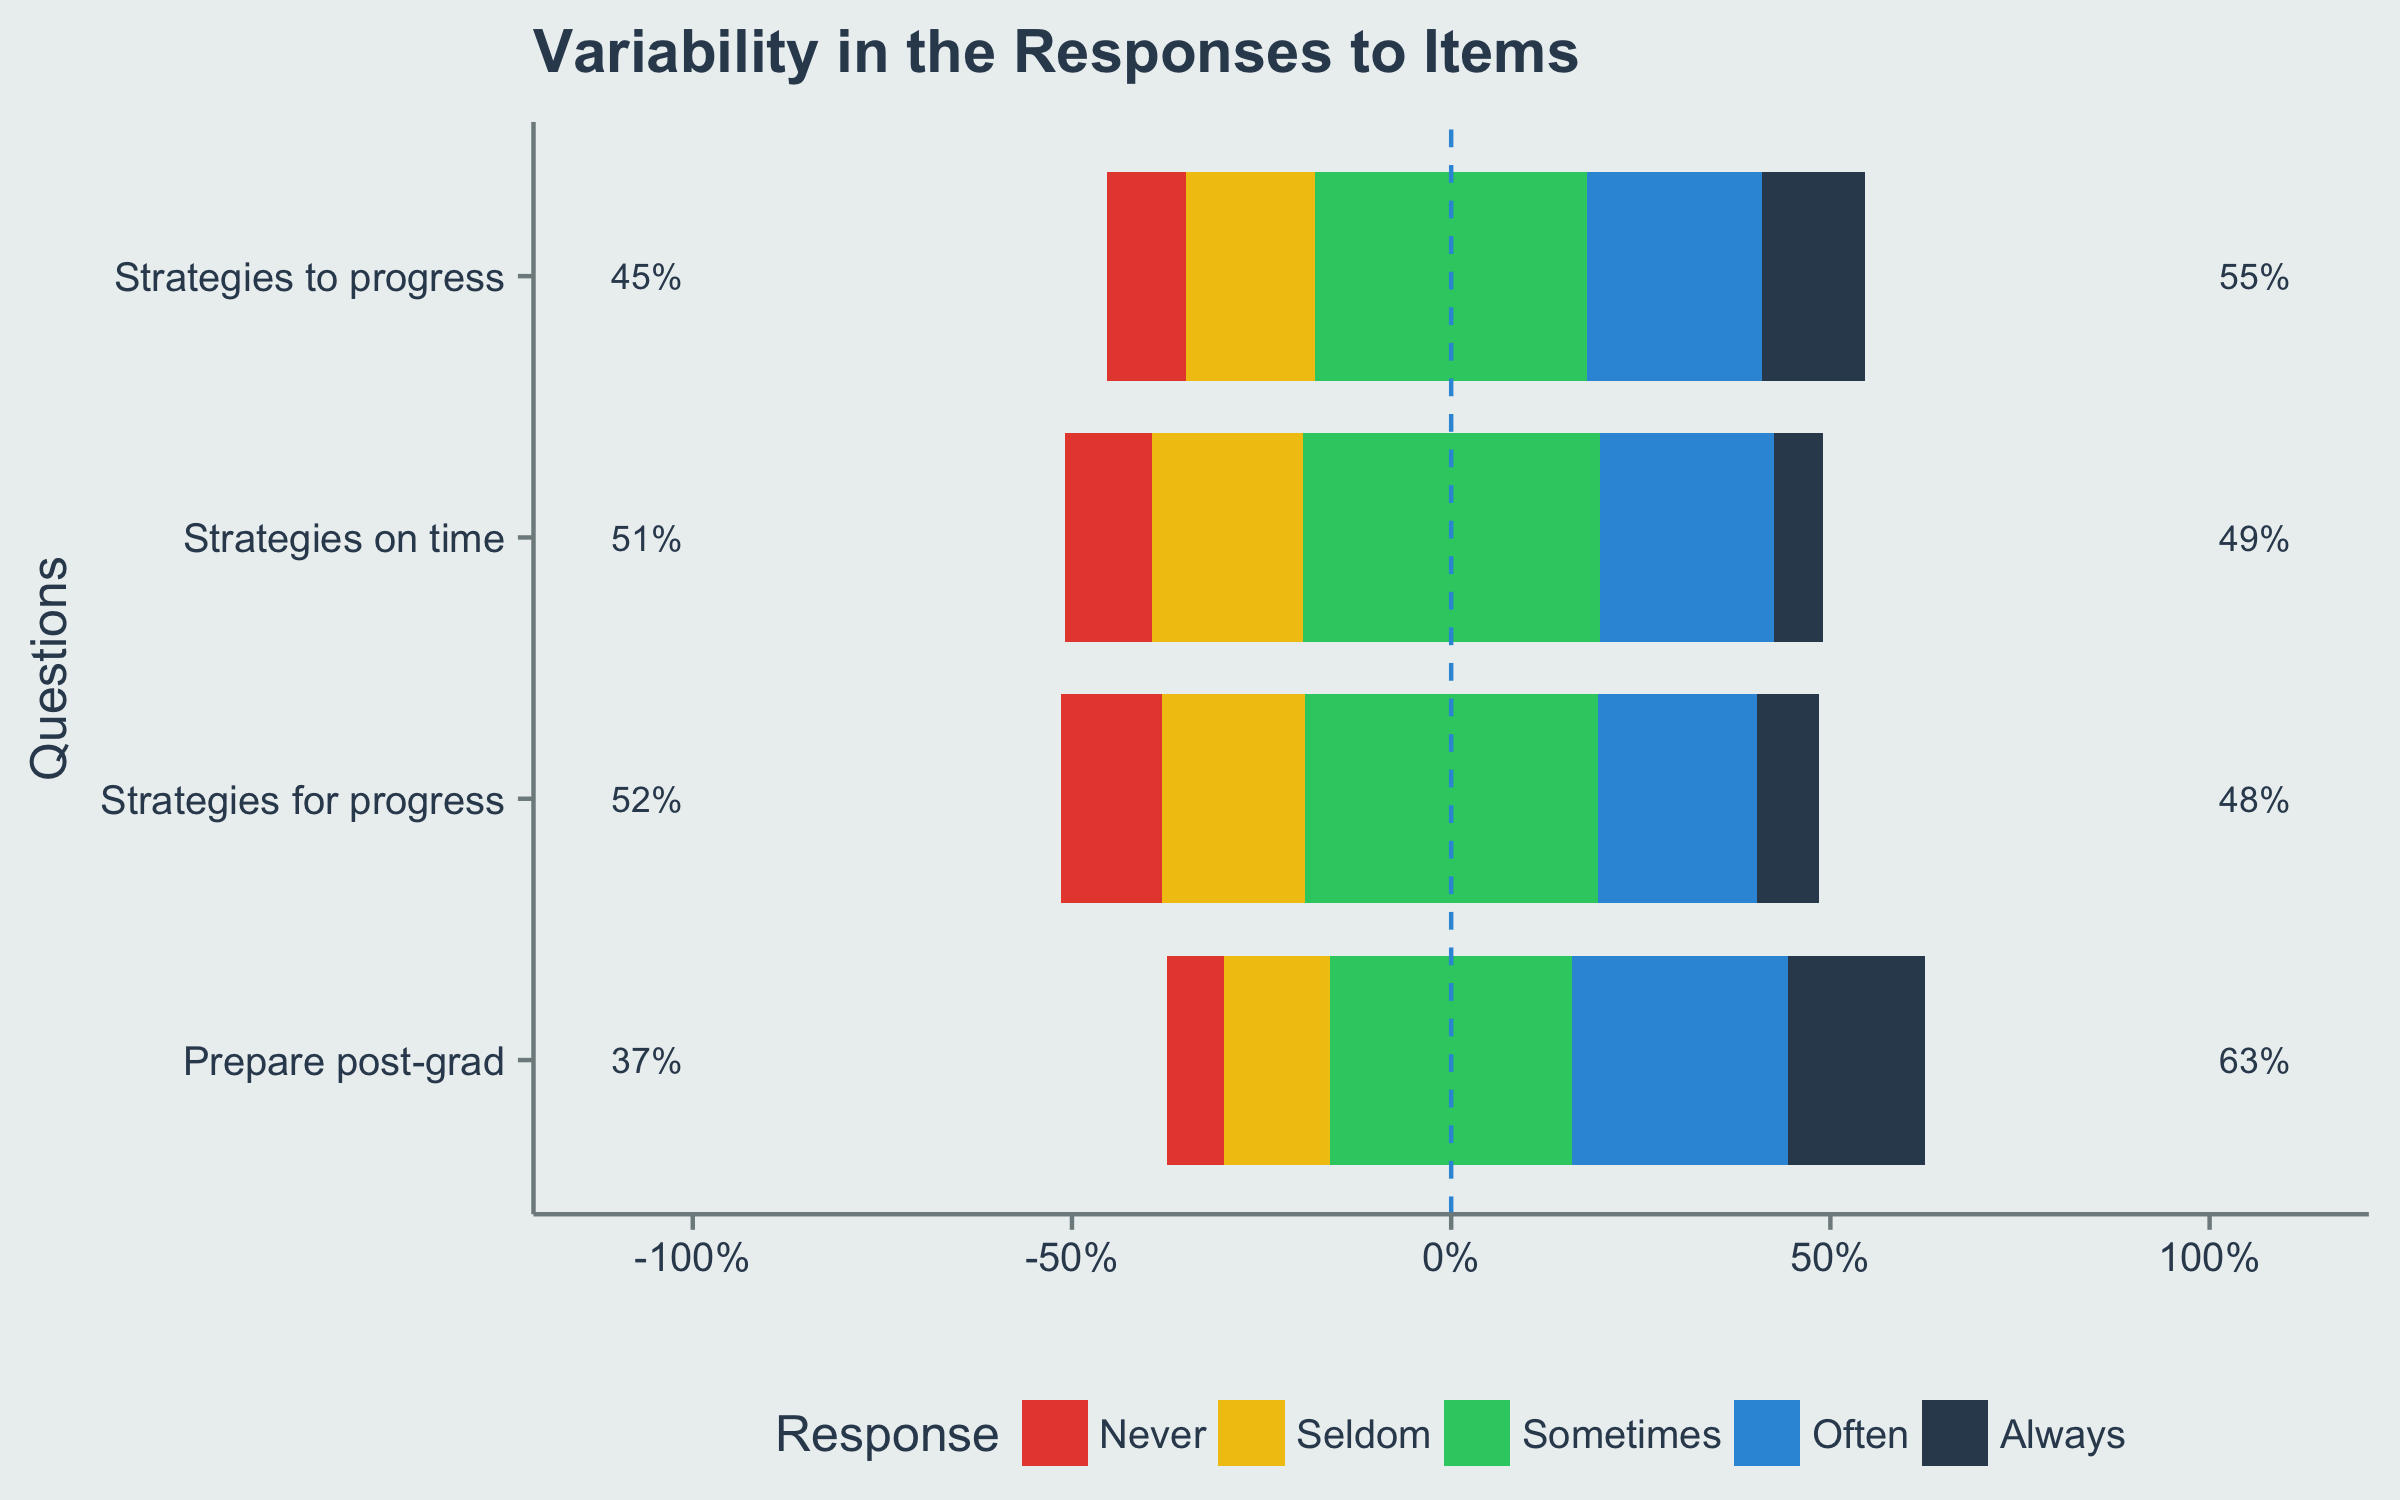 Variability in the Responses to Items
Questions
Strategies to progress 45% 55%
Strategies on time 51% 49%
Strategies for progress 52% 48%
Prepare post-grad 37% 63%
-100% -50% 0% 50% 100%
Response Never Seldom Sometimes Often Always